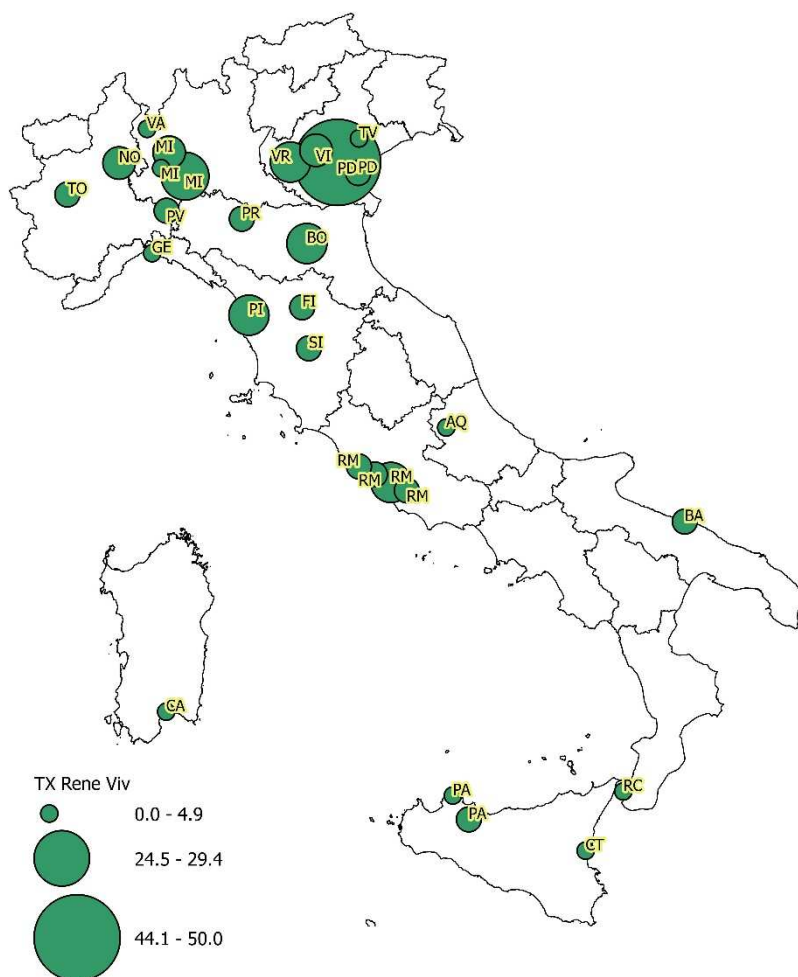 VA
TV
MI
NO
VR
VI
MI
PD
PD
MI
TO
PV
PR
BO
GE
FI
PI
SI
AQ
RM
RM
RM
RM
BA
CA
TX Rene Viv
PA
RC
0.0 - 4.9
PA
CT
24.5 - 29.4
44.1 - 50.0